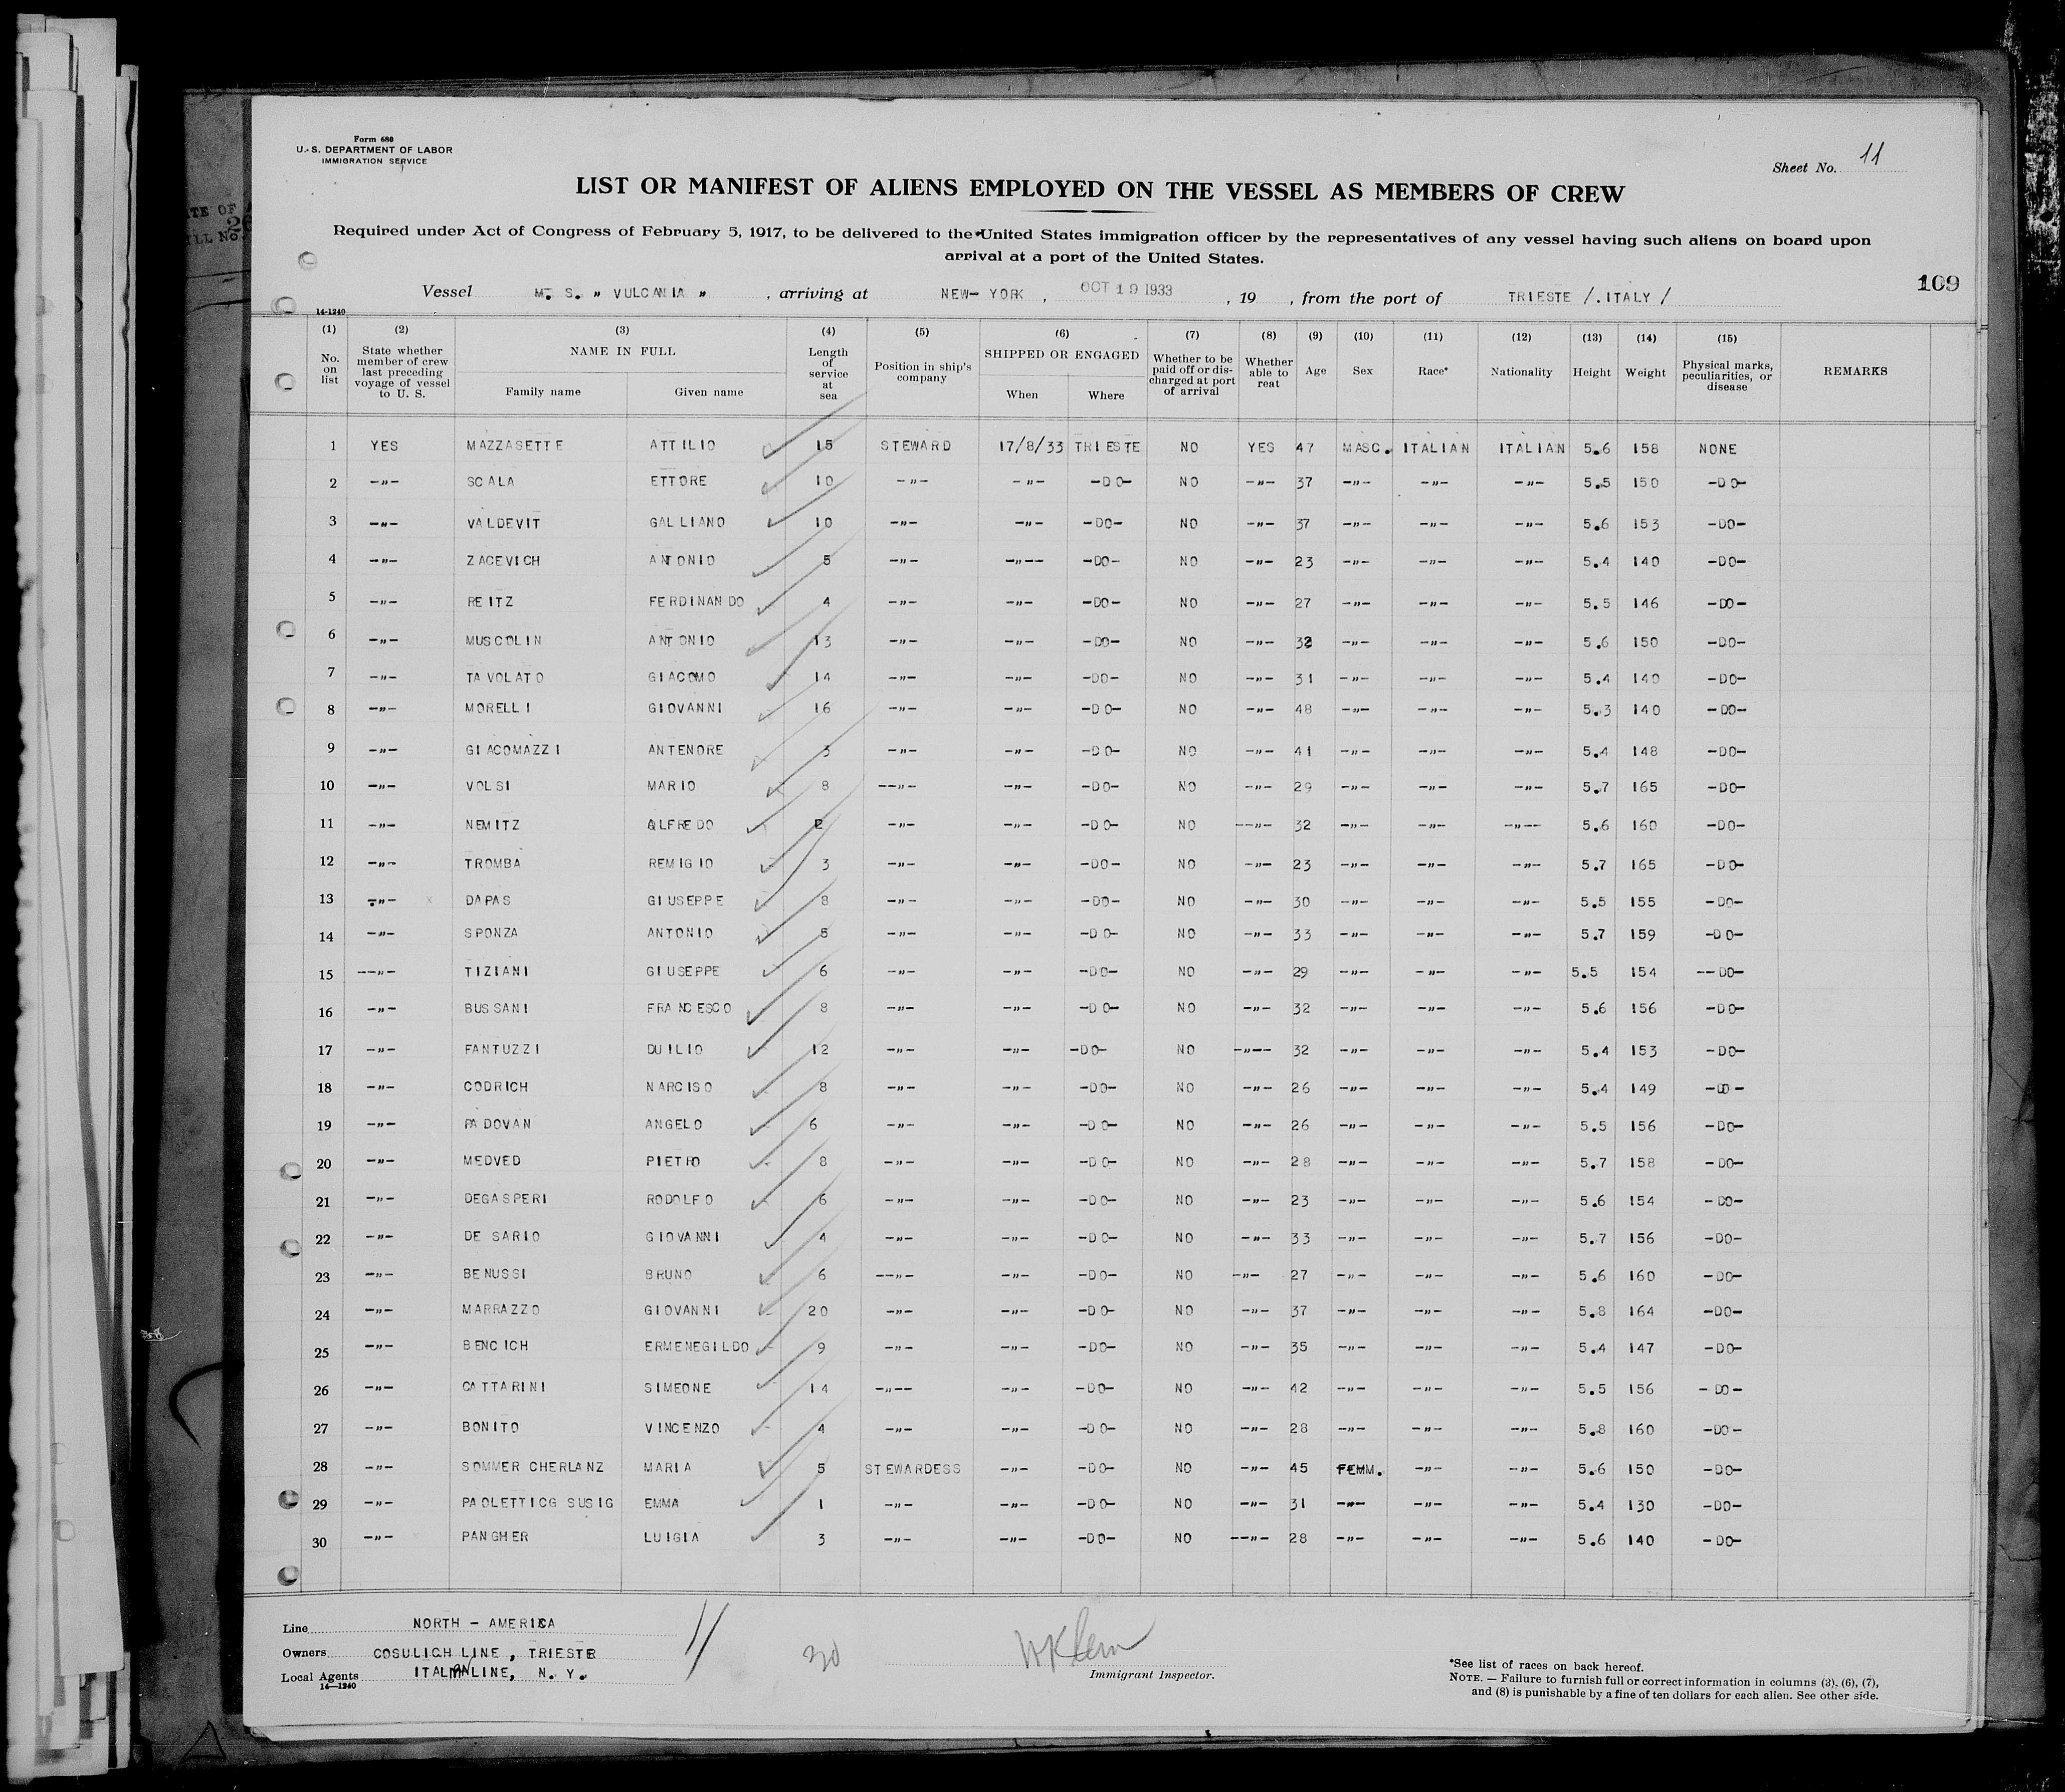 Form 680
U. S. DEPARTMENT OF LABOR
IMMIGRATION SERVICE
Sheet No. 11
LIST OR MANIFEST OF ALIENS EMPLOYED ON THE VESSEL AS MEMBERS OF CREW
Required under Act of Congress of February 5, 1917, to be delivered to the United States immigration officer by the representatives of any vessel having such aliens on board upon
arrival at a port of the United States.
109
Vessel M. S. " VULCANIA " , arriving at NEW-YORK , OCT 19 1933 , 19 , from the port of TRIESTE /.ITALY /
14-1240
(1) (2) (3) (4) (5) (6) (7) (8) (9) (10) (11) (12) (13) (14) (15)
No. on list State whether member of crew last preceding voyage of vessel to U. S. NAME IN FULL Family name Given name Length of service at sea Position in ship's company SHIPPED OR ENGAGED When Where Whether to be paid off or discharged at port of arrival Whether able to reat Age Sex Race* Nationality Height Weight Physical marks, peculiarities, or disease REMARKS
1 YES MAZZASETTE ATTILIO 15 STEWARD 17/8/33 TRIESTE NO YES 47 MASC. ITALIAN ITALIAN 5.6 158 NONE
2 -"- SCALA ETTORE 10 -"- -"- -DO- NO -"- 37 -"- -"- -"- 5.5 150 -DO-
3 -"- VALDEVIT GALLIANO 10 -"- -"- -DO- NO -"- 37 -"- -"- -"- 5.6 153 -DO-
4 -"- ZACEVICH ANTONIO 5 -"- -"-- -DO- NO -"- 23 -"- -"- -"- 5.4 140 -DO-
5 -"- REITZ FERDINANDO 4 -"- -"- -DO- NO -"- 27 -"- -"- -"- 5.5 146 -DO-
6 -"- MUSCOLIN ANTONIO 13 -"- -"- -DO- NO -"- 32 -"- -"- -"- 5.6 150 -DO-
7 -"- TAVOLATO GIACOMO 14 -"- -"- -DO- NO -"- 31 -"- -"- -"- 5.4 140 -DO-
8 -"- MORELLI GIOVANNI 16 -"- -"- -DO- NO -"- 48 -"- -"- -"- 5.3 140 -DO-
9 -"- GIACOMAZZI ANTENORE 3 -"- -"- -DO- NO -"- 41 -"- -"- -"- 5.4 148 -DO-
10 -"- VOLSI MARIO 8 --"- -"- -DO- NO -"- 29 -"- -"- -"- 5.7 165 -DO-
11 -"- NEMITZ QLFREDO -"- -"- -DO- NO --"- 32 -"- -"- -"-- 5.6 160 -DO-
12 -"- TROMBA REMIGIO 3 -"- -"- -DO- NO -"- 23 -"- -"- -"- 5.7 165 -DO-
13 -"- DAPAS GIUSEPPE 8 -"- -"- -DO- NO -"- 30 -"- -"- -"- 5.5 155 -DO-
14 -"- SPONZA ANTONIO 5 -"- -"- -DO- NO -"- 33 -"- -"- -"- 5.7 159 -DO-
15 --"- TIZIANI GIUSEPPE 6 -"- -"- -DO- NO -"- 29 -"- -"- -"- 5.5 154 --DO-
16 -"- BUSSANI FRANCESCO 8 -"- -"- -DO- NO -"- 32 -"- -"- -"- 5.6 156 -DO-
17 -"- FANTUZZI DUILIO 12 -"- -"- -DO- NO -"-- 32 -"- -"- -"- 5.4 153 -DO-
18 -"- CODRICH NARCISO 8 -"- -"- -DO- NO -"- 26 -"- -"- -"- 5.4 149 -DO-
19 -"- PADOVAN ANGELO 6 -"- -"- -DO- NO -"- 26 -"- -"- -"- 5.5 156 -DO-
20 -"- MEDVED PIETRO 8 -"- -"- -DO- NO -"- 28 -"- -"- -"- 5.7 158 -DO-
21 -"- DEGASPERI RODOLFO 6 -"- -"- -DO- NO -"- 23 -"- -"- -"- 5.6 154 -DO-
22 -"- DE SARIO GIOVANNI 4 -"- -"- -DO- NO -"- 33 -"- -"- -"- 5.7 156 -DO-
23 -"- BENUSSI BRUNO 6 --"- -"- -DO- NO -"- 27 -"- -"- -"- 5.6 160 -DO-
24 -"- MARRAZZO GIOVANNI 20 -"- -"- -DO- NO -"- 37 -"- -"- -"- 5.8 164 -DO-
25 -"- BENCICH ERMENEGILDO 9 -"- -"- -DO- NO -"- 35 -"- -"- -"- 5.4 147 -DO-
26 -"- CATTARINI SIMEONE 14 -"-- -"- -DO- NO -"- 42 -"- -"- -"- 5.5 156 -DO-
27 -"- BONITO VINCENZO 4 -"- -"- -DO- NO -"- 28 -"- -"- -"- 5.8 160 -DO-
28 -"- SOMMER CHERLANZ MARIA 5 STEWARDESS -"- -DO- NO -"- 45 FEMM. -"- -"- 5.6 150 -DO-
29 -"- PAOLETTICG SUSIG EMMA 1 -"- -"- -DO- NO -"- 31 -"- -"- -"- 5.4 130 -DO-
30 -"- PANGHER LUIGIA 3 -"- -"- -DO- NO --"- 28 -"- -"- -"- 5.6 140 -DO-
Line NORTH - AMERICA
Owners COSULICH LINE, TRIESTE
Local Agents ITALIAN LINE, N. Y.
14-1240
11
30
Immigrant Inspector.
*See list of races on back hereof.
NOTE. — Failure to furnish full or correct information in columns (3), (6), (7),
and (8) is punishable by a fine of ten dollars for each alien. See other side.